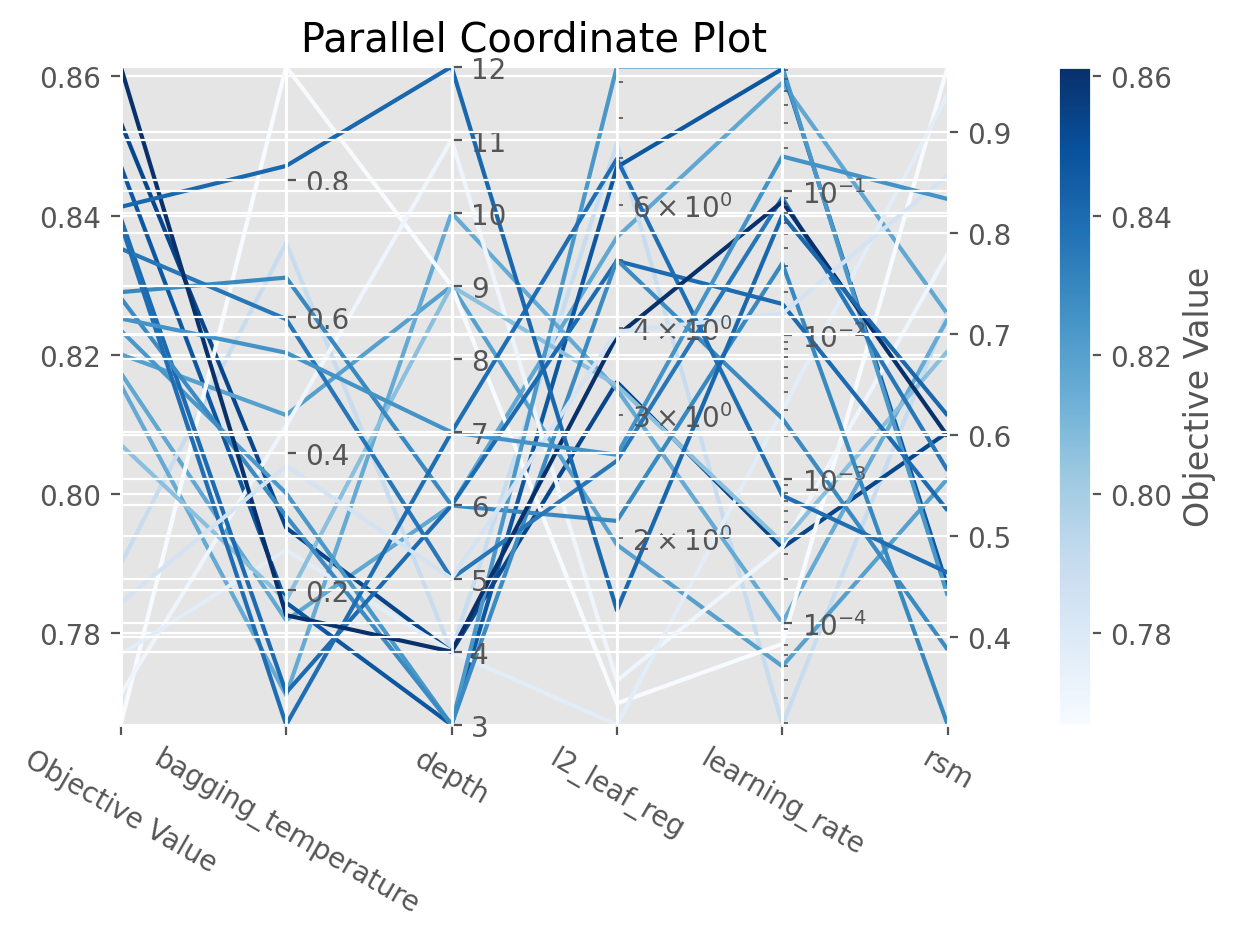 Parallel Coordinate Plot
0.86
0.84
0.82
0.80
0.78
0.8
0.6
0.4
0.2
12
11
10
9
8
7
6
5
4
3
6 × 10⁰
4 × 10⁰
3 × 10⁰
2 × 10⁰
10⁻¹
10⁻²
10⁻³
10⁻⁴
0.9
0.8
0.7
0.6
0.5
0.4
0.86
0.84
0.82
0.80
0.78
Objective Value
Objective Value
bagging_temperature
depth
l2_leaf_reg
learning_rate
rsm